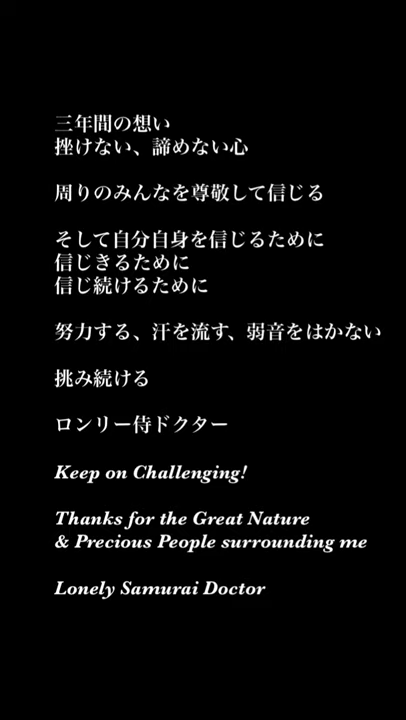 三年間の想い
挫けない、諦めない心
周りのみんなを尊敬して信じる
そして自分自身を信じるために
信じきるために
信じ続けるために
努力する、汗を流す、弱音をはかない
挑み続ける
ロンリー侍ドクター
Keep on Challenging!
Thanks for the Great Nature
& Precious People surrounding me
Lonely Samurai Doctor